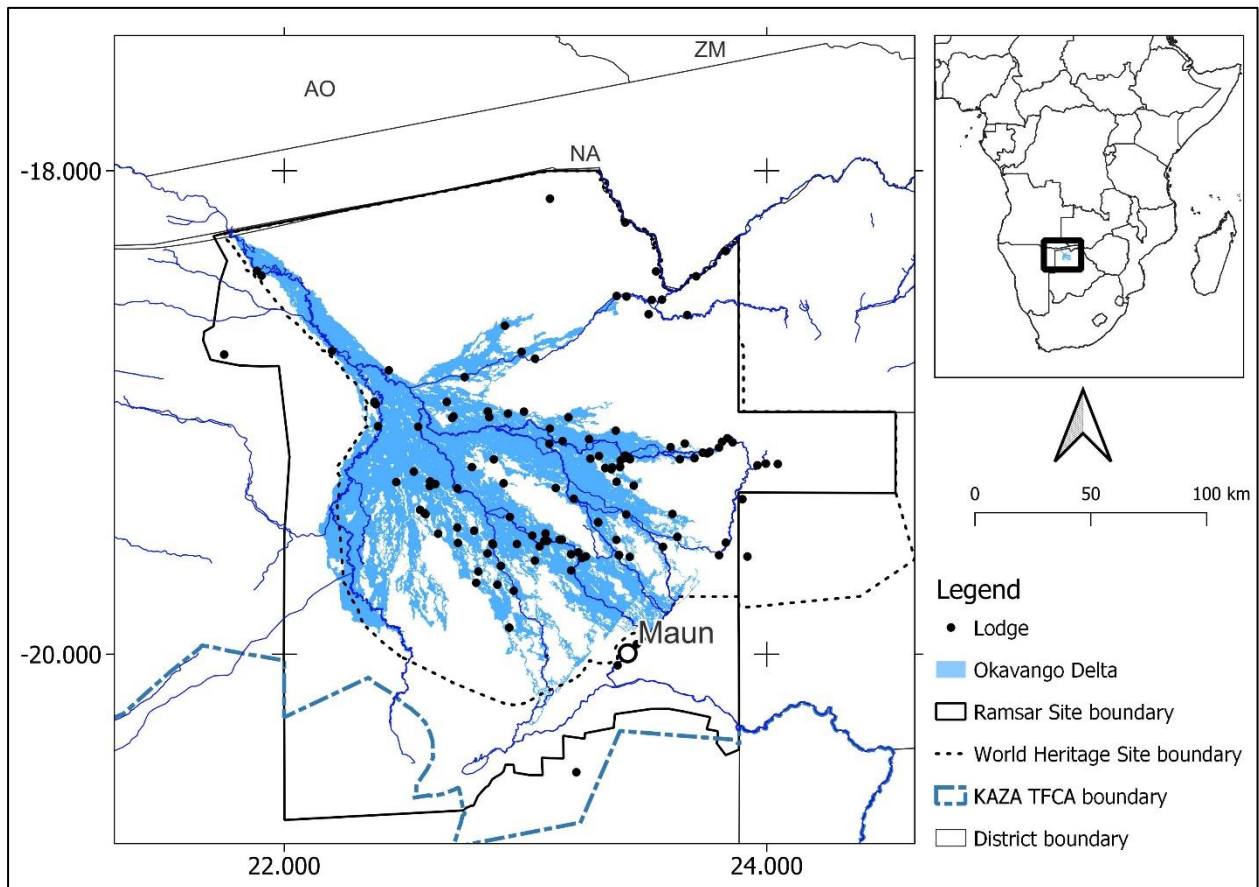 ZM
AO
NA
-18.000
Maun
-20.000
22.000
24.000
0
50
100 km
Legend
Lodge
Okavango Delta
Ramsar Site boundary
World Heritage Site boundary
KAZA TFCA boundary
District boundary